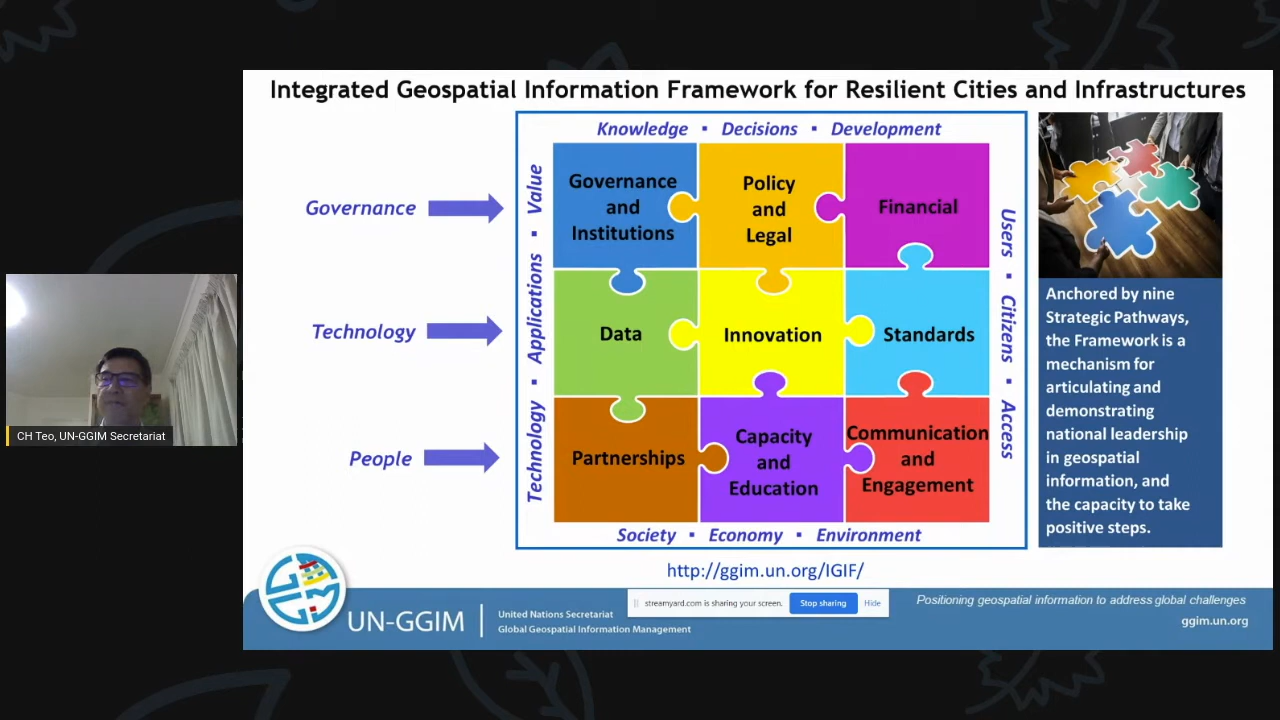 Integrated Geospatial Information Framework for Resilient Cities and Infrastructures
Knowledge ▪ Decisions ▪ Development
Governance
Technology
People
Technology ▪ Applications ▪ Value
Governance
and
Institutions
Policy
and
Legal
Financial
Data
Innovation
Standards
Partnerships
Capacity
and
Education
Communication
and
Engagement
Users ▪ Citizens ▪ Access
Society ▪ Economy ▪ Environment
Anchored by nine
Strategic Pathways,
the Framework is a
mechanism for
articulating and
demonstrating
national leadership
in geospatial
information, and
the capacity to take
positive steps.
http://ggim.un.org/IGIF/
CH Teo, UN-GGIM Secretariat
UN-GGIM
United Nations Secretariat
Global Geospatial Information Management
streamyard.com is sharing your screen.
Stop sharing
Hide
Positioning geospatial information to address global challenges
ggim.un.org